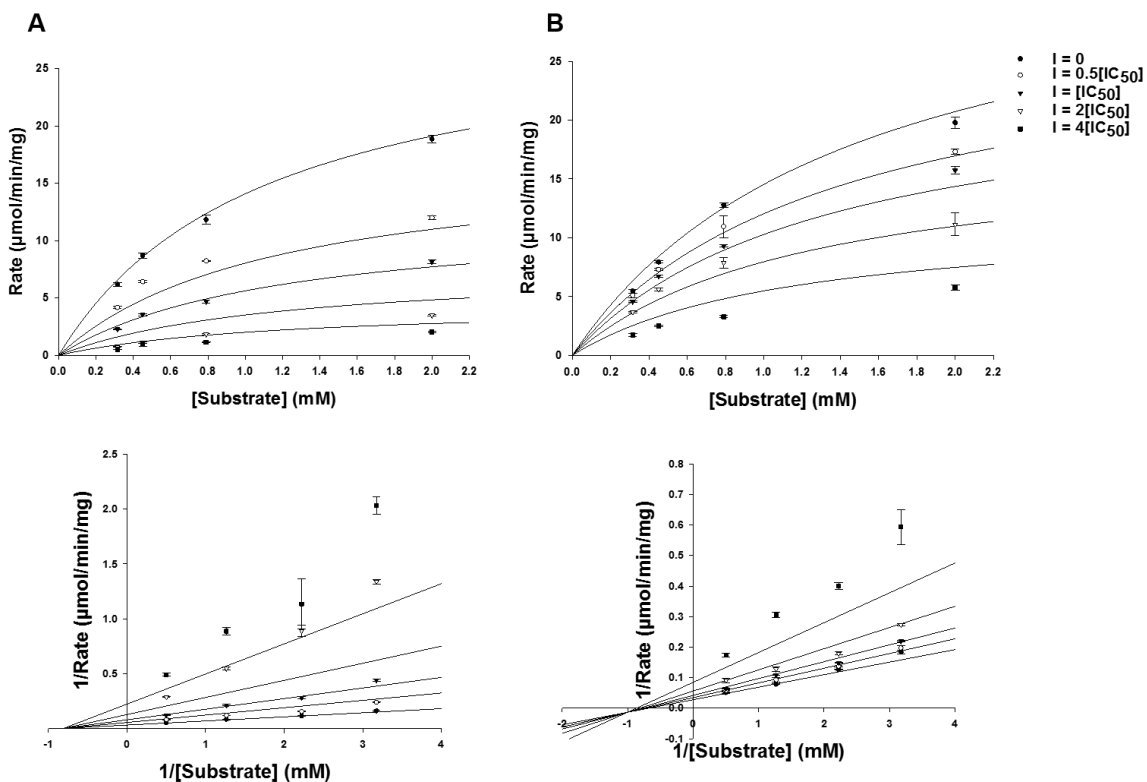 A
B
I = 0
I = 0.5[IC50]
I = [IC50]
I = 2[IC50]
I = 4[IC50]
Rate (µmol/min/mg)
25
20
15
10
5
0
0.0 0.2 0.4 0.6 0.8 1.0 1.2 1.4 1.6 1.8 2.0 2.2
[Substrate] (mM)
Rate (µmol/min/mg)
25
20
15
10
5
0
0.0 0.2 0.4 0.6 0.8 1.0 1.2 1.4 1.6 1.8 2.0 2.2
[Substrate] (mM)
1/Rate (µmol/min/mg)
2.5
2.0
1.5
1.0
0.5
-1 0 1 2 3 4
1/[Substrate] (mM)
1/Rate (µmol/min/mg)
0.8
0.7
0.6
0.5
0.4
0.3
0.2
0.1
0.0
-0.1
-2 -1 0 1 2 3 4
1/[Substrate] (mM)